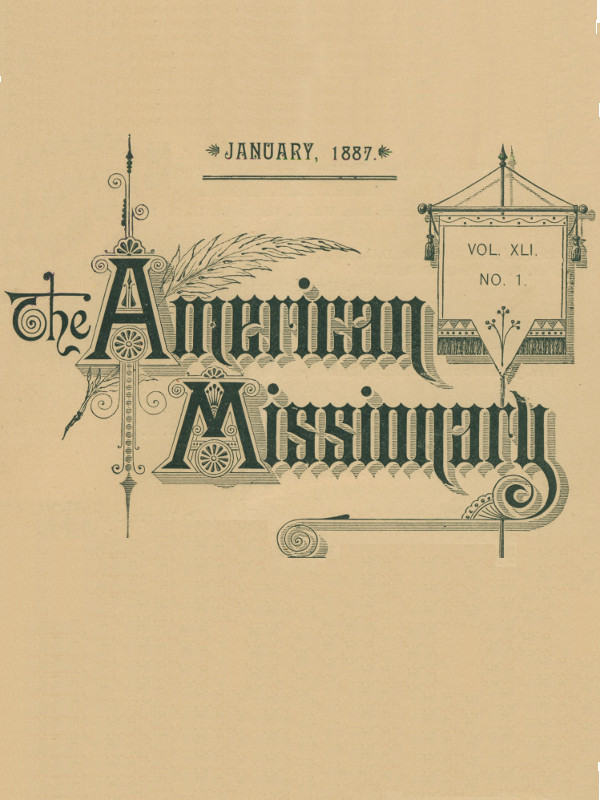 JANUARY, 1887.
VOL. XLI.
NO. 1.
The American
Missionary